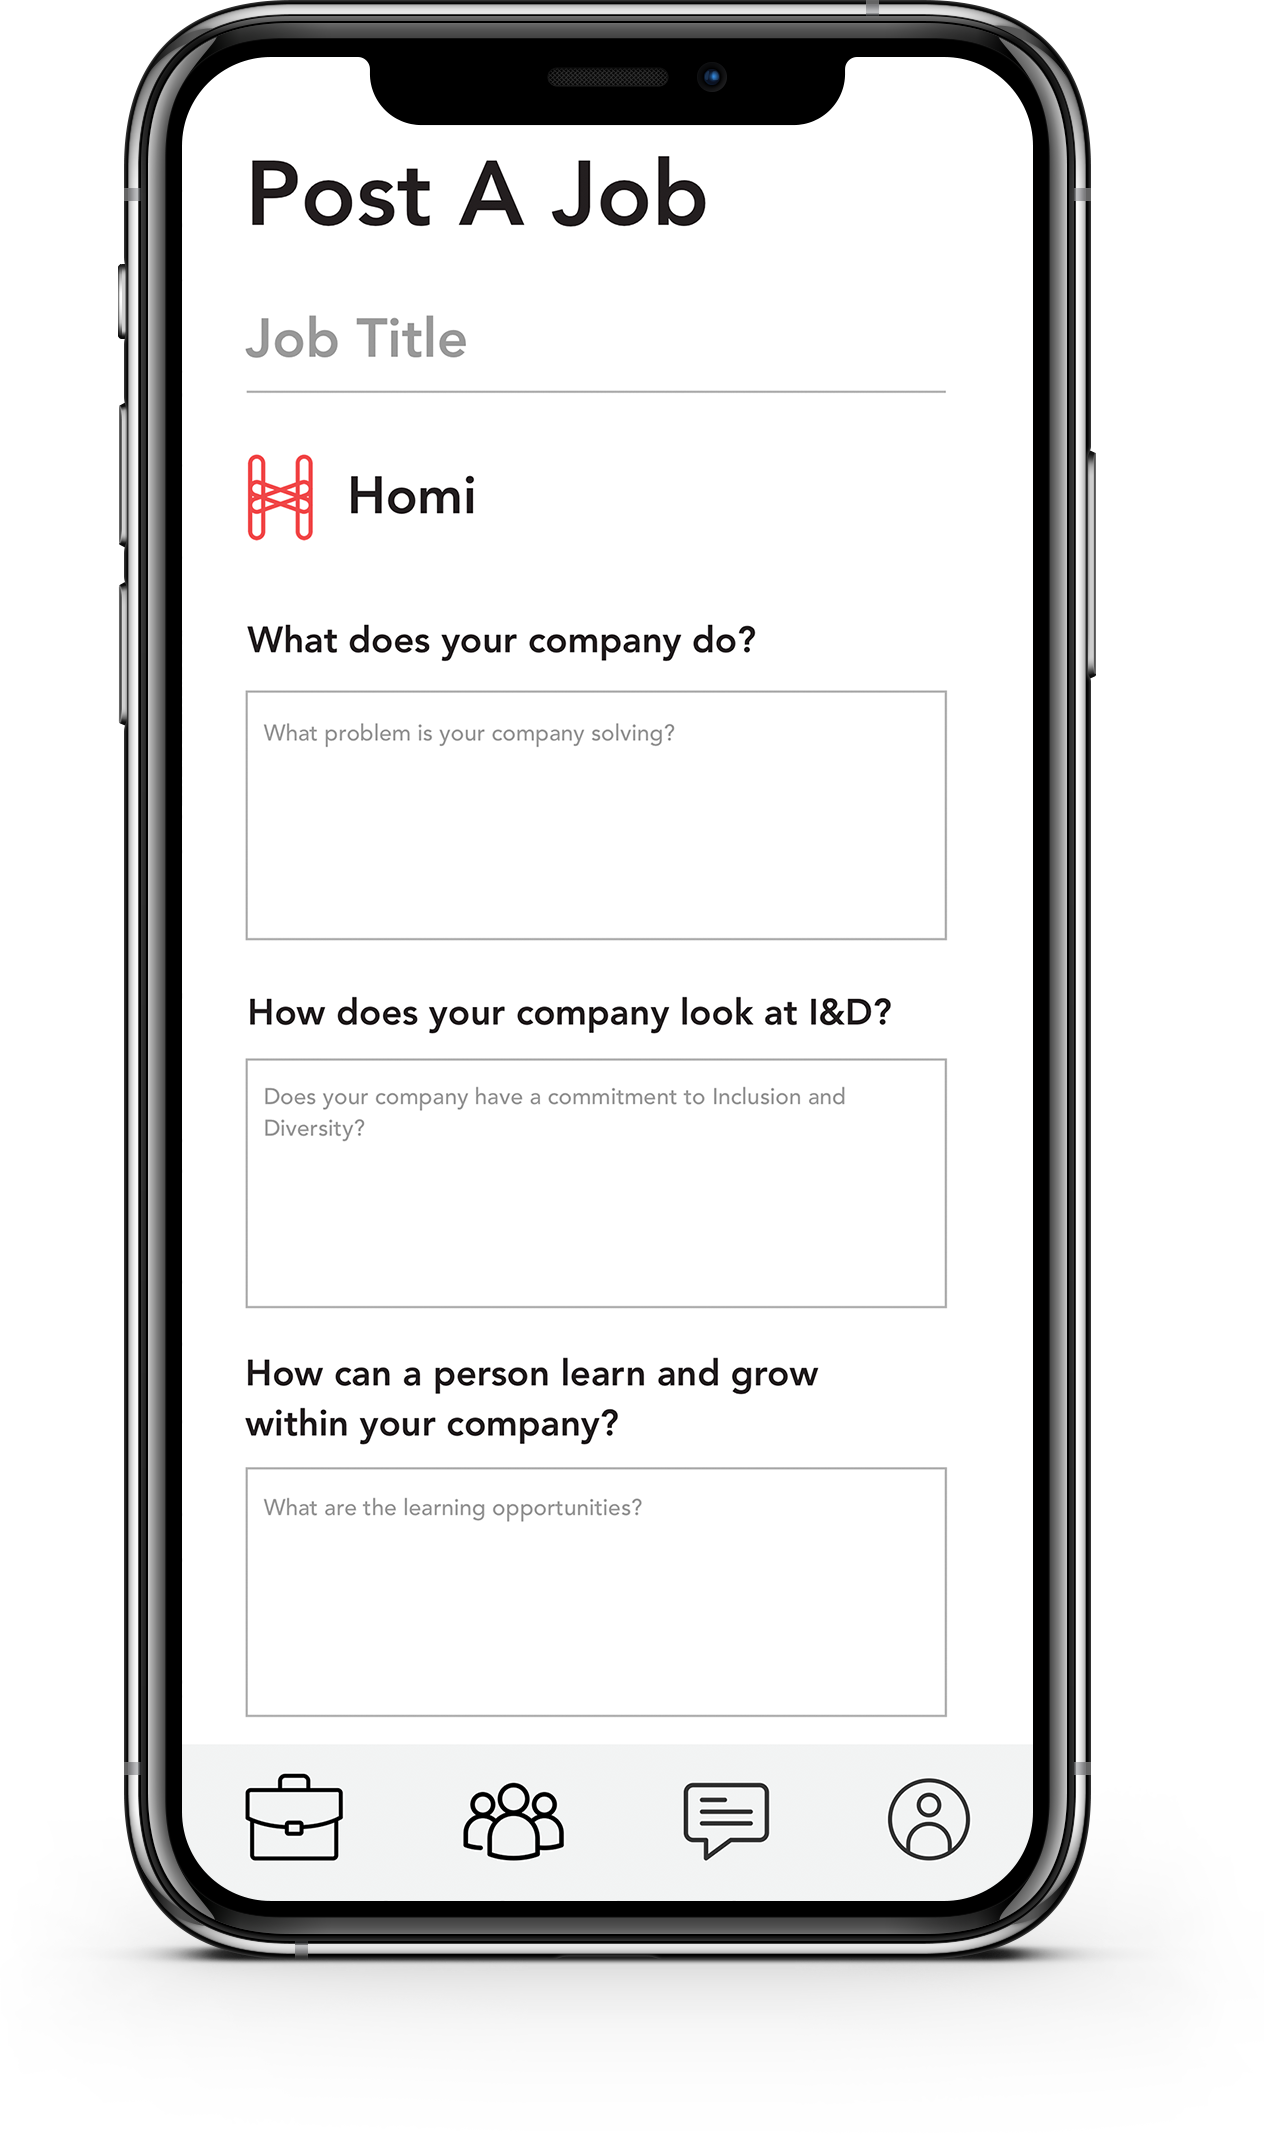 Post A Job
Job Title
Homi
What does your company do?
What problem is your company solving?
How does your company look at I&D?
Does your company have a commitment to Inclusion and
Diversity?
How can a person learn and grow
within your company?
What are the learning opportunities?